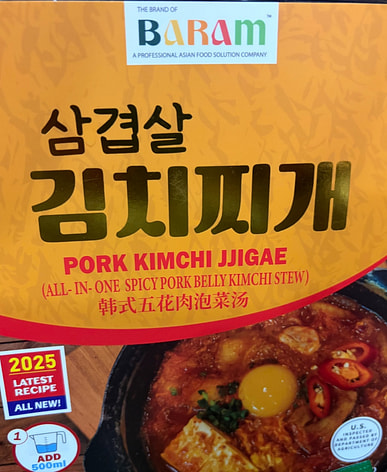 THE BRAND OF
BARAM
A PROFESSIONAL ASIAN FOOD SOLUTION COMPANY
삼겹살
김치찌개
PORK KIMCHI JJIGAE
(ALL- IN- ONE SPICY PORK BELLY KIMCHI STEW)
韩式五花肉泡菜汤
2025
LATEST
RECIPE
ALL NEW!
1
ADD
500ml
U.S.
INSPECTED
AND PASSED BY
DEPARTMENT OF
AGRICULTURE